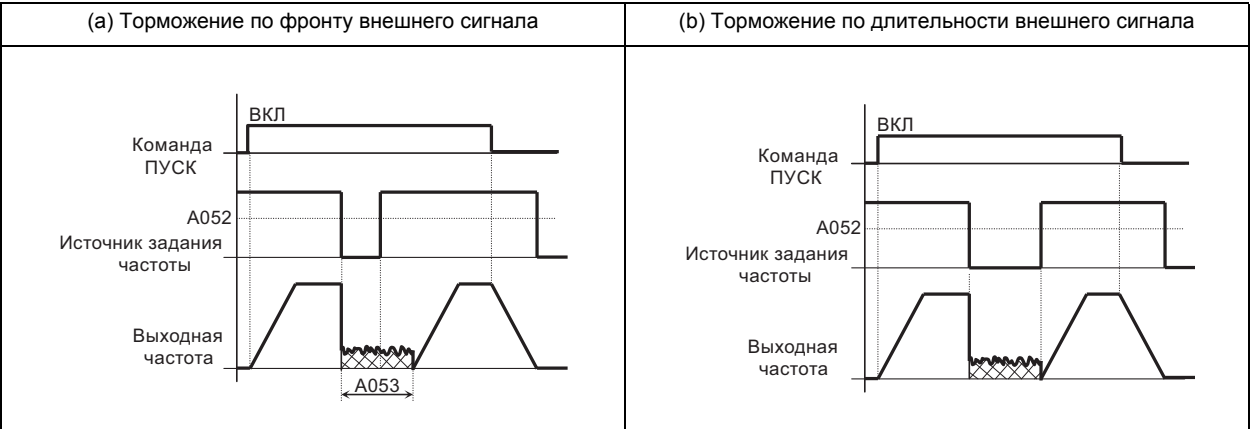 (a) Торможение по фронту внешнего сигнала
(b) Торможение по длительности внешнего сигнала
ВКЛ
Команда
ПУСК
A052
Источник задания
частоты
Выходная
частота
A053
ВКЛ
Команда
ПУСК
A052
Источник задания
частоты
Выходная
частота